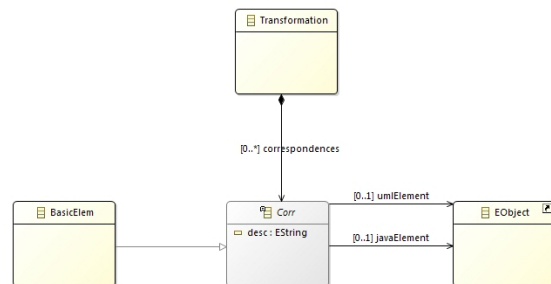 Transformation
[0..*] correspondences
[0..1] umlElement
BasicElem
Corr
EObject
desc : EString
[0..1] javaElement